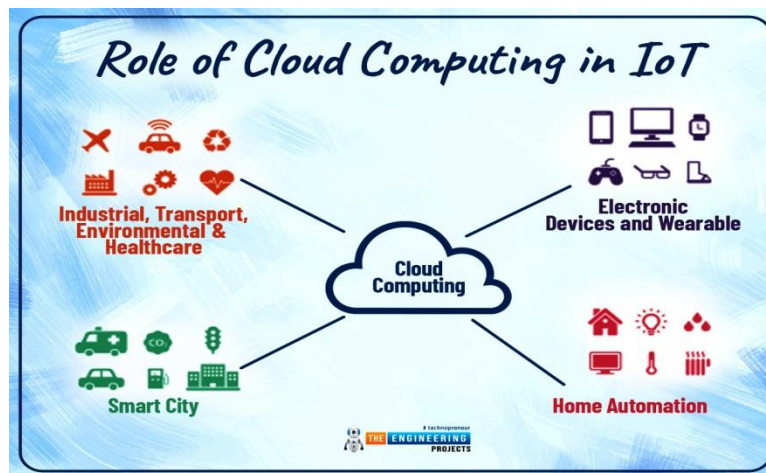 Role of Cloud Computing in IoT
Industrial, Transport,
Environmental &
Healthcare
Electronic
Devices and Wearable
Cloud
Computing
CO₂
Smart City
Home Automation
# technopreneur
THE ENGINEERING
PROJECTS